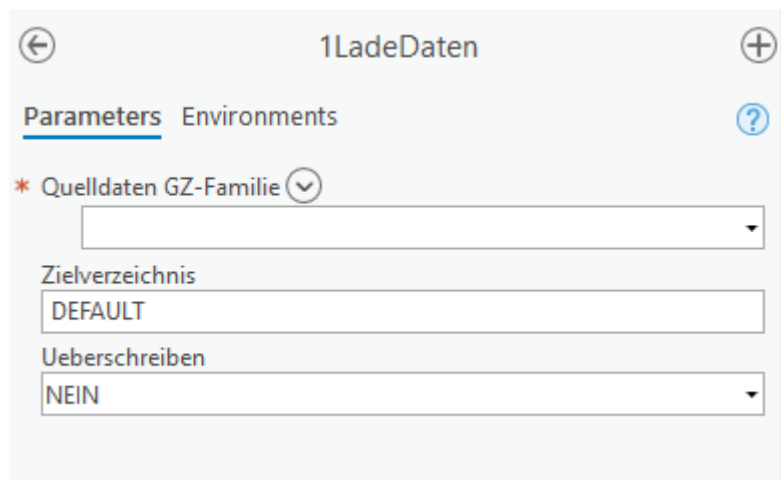 1LadeDaten
Parameters Environments
* Quelldaten GZ-Familie
Zielverzeichnis
DEFAULT
Ueberschreiben
NEIN